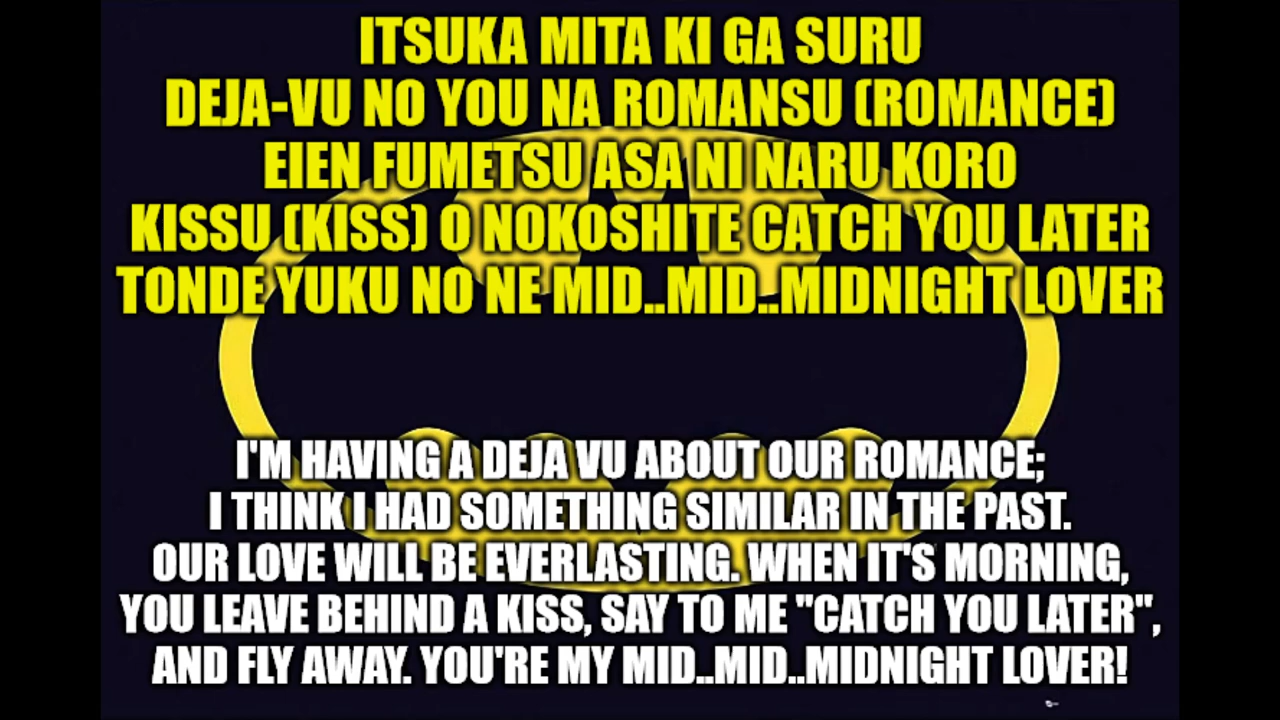 ITSUKA MITA KI GA SURU
DEJA-VU NO YOU NA ROMANSU (ROMANCE)
EIEN FUMETSU ASA NI NARU KORO
KISSU (KISS) O NOKOSHITE CATCH YOU LATER
TONDE YUKU NO NE MID..MID..MIDNIGHT LOVER
I'M HAVING A DEJA VU ABOUT OUR ROMANCE;
I THINK I HAD SOMETHING SIMILAR IN THE PAST.
OUR LOVE WILL BE EVERLASTING. WHEN IT'S MORNING,
YOU LEAVE BEHIND A KISS, SAY TO ME "CATCH YOU LATER",
AND FLY AWAY. YOU'RE MY MID..MID..MIDNIGHT LOVER!